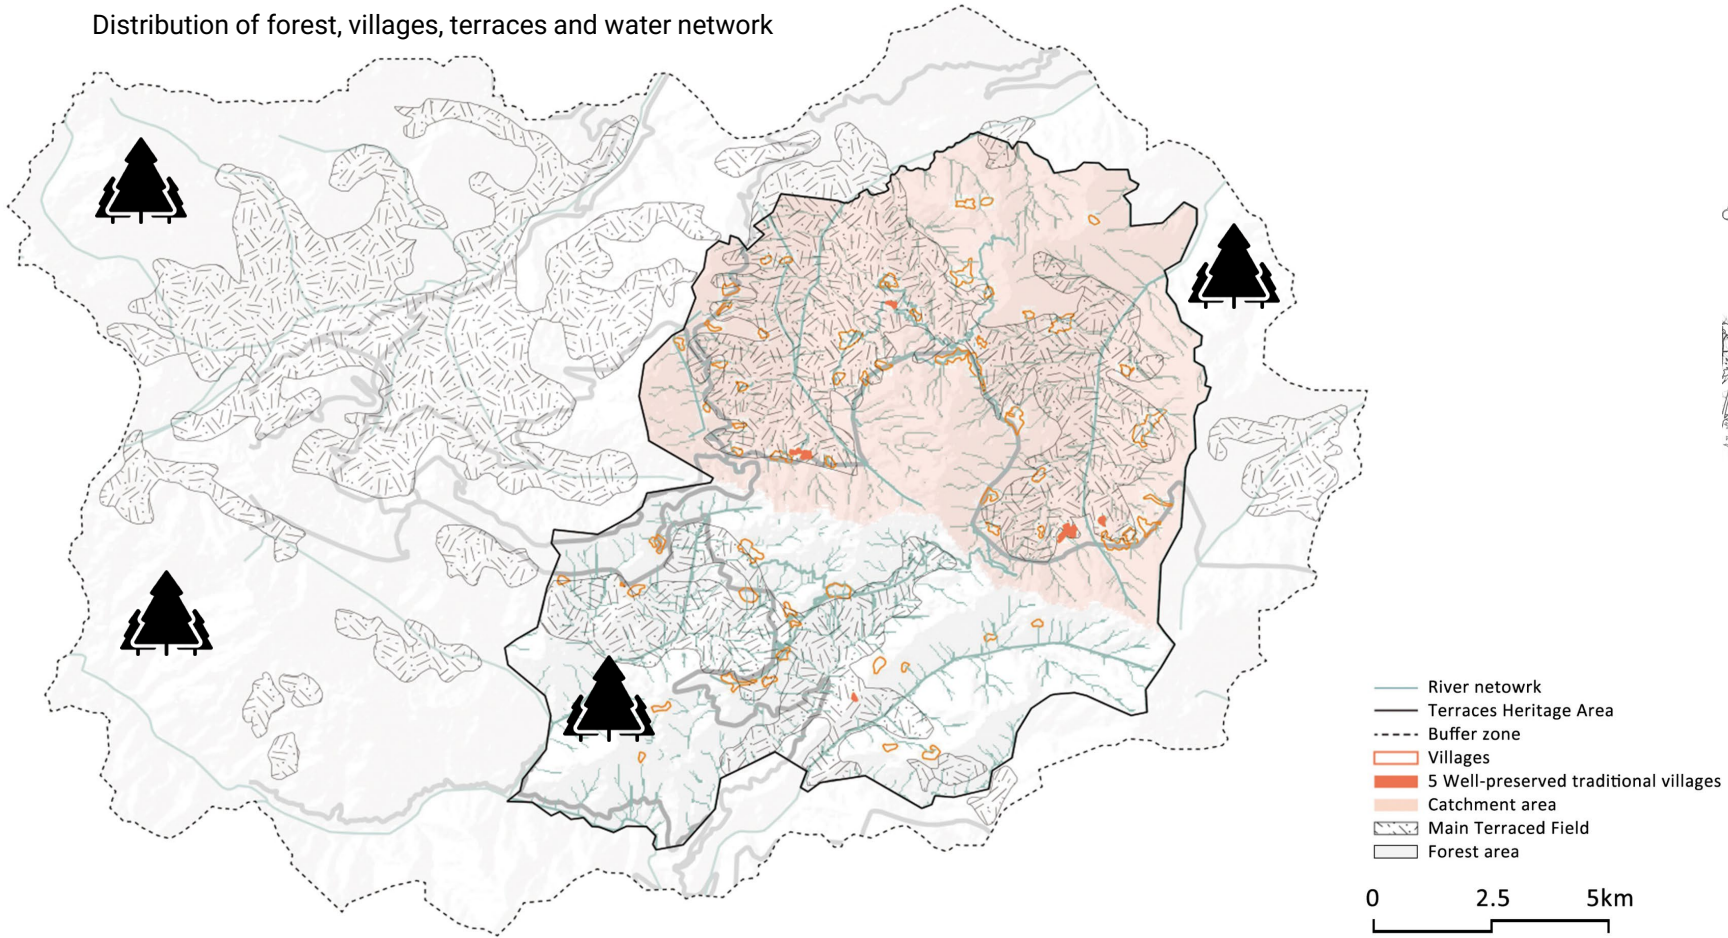 Distribution of forest, villages, terraces and water network
River netowrk
Terraces Heritage Area
Buffer zone
Villages
5 Well-preserved traditional villages
Catchment area
Main Terraced Field
Forest area
0 2.5 5km